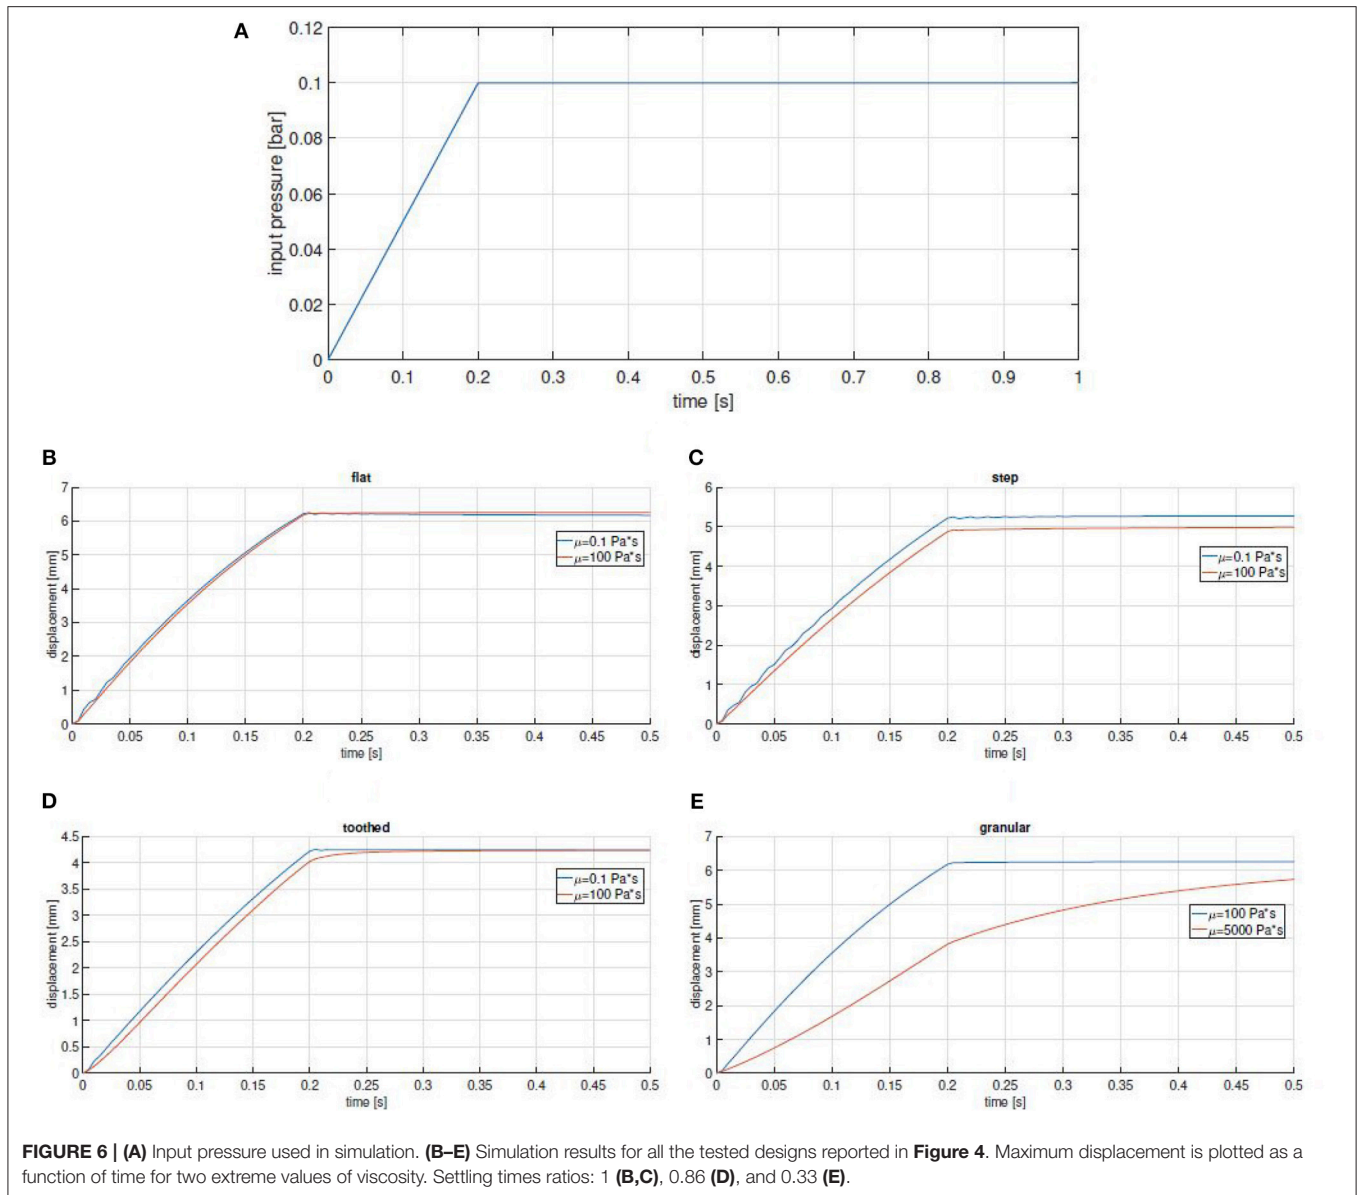 A
0.12
0.1
0.08
0.06
0.04
0.02
0
input pressure [bar]
0 0.1 0.2 0.3 0.4 0.5 0.6 0.7 0.8 0.9 1
time [s]
B
flat
7
6
5
4
3
2
1
0
displacement [mm]
μ=0.1 Pa*s
μ=100 Pa*s
0 0.05 0.1 0.15 0.2 0.25 0.3 0.35 0.4 0.45 0.5
time [s]
C
step
6
5
4
3
2
1
0
displacement [mm]
μ=0.1 Pa*s
μ=100 Pa*s
0 0.05 0.1 0.15 0.2 0.25 0.3 0.35 0.4 0.45 0.5
time [s]
D
toothed
4.5
4
3.5
3
2.5
2
1.5
1
0.5
0
displacement [mm]
μ=0.1 Pa*s
μ=100 Pa*s
0 0.05 0.1 0.15 0.2 0.25 0.3 0.35 0.4 0.45 0.5
time [s]
E
granular
7
6
5
4
3
2
1
0
displacement [mm]
μ=100 Pa*s
μ=5000 Pa*s
0 0.05 0.1 0.15 0.2 0.25 0.3 0.35 0.4 0.45 0.5
time [s]
FIGURE 6 | (A) Input pressure used in simulation. (B–E) Simulation results for all the tested designs reported in Figure 4. Maximum displacement is plotted as a
function of time for two extreme values of viscosity. Settling times ratios: 1 (B,C), 0.86 (D), and 0.33 (E).